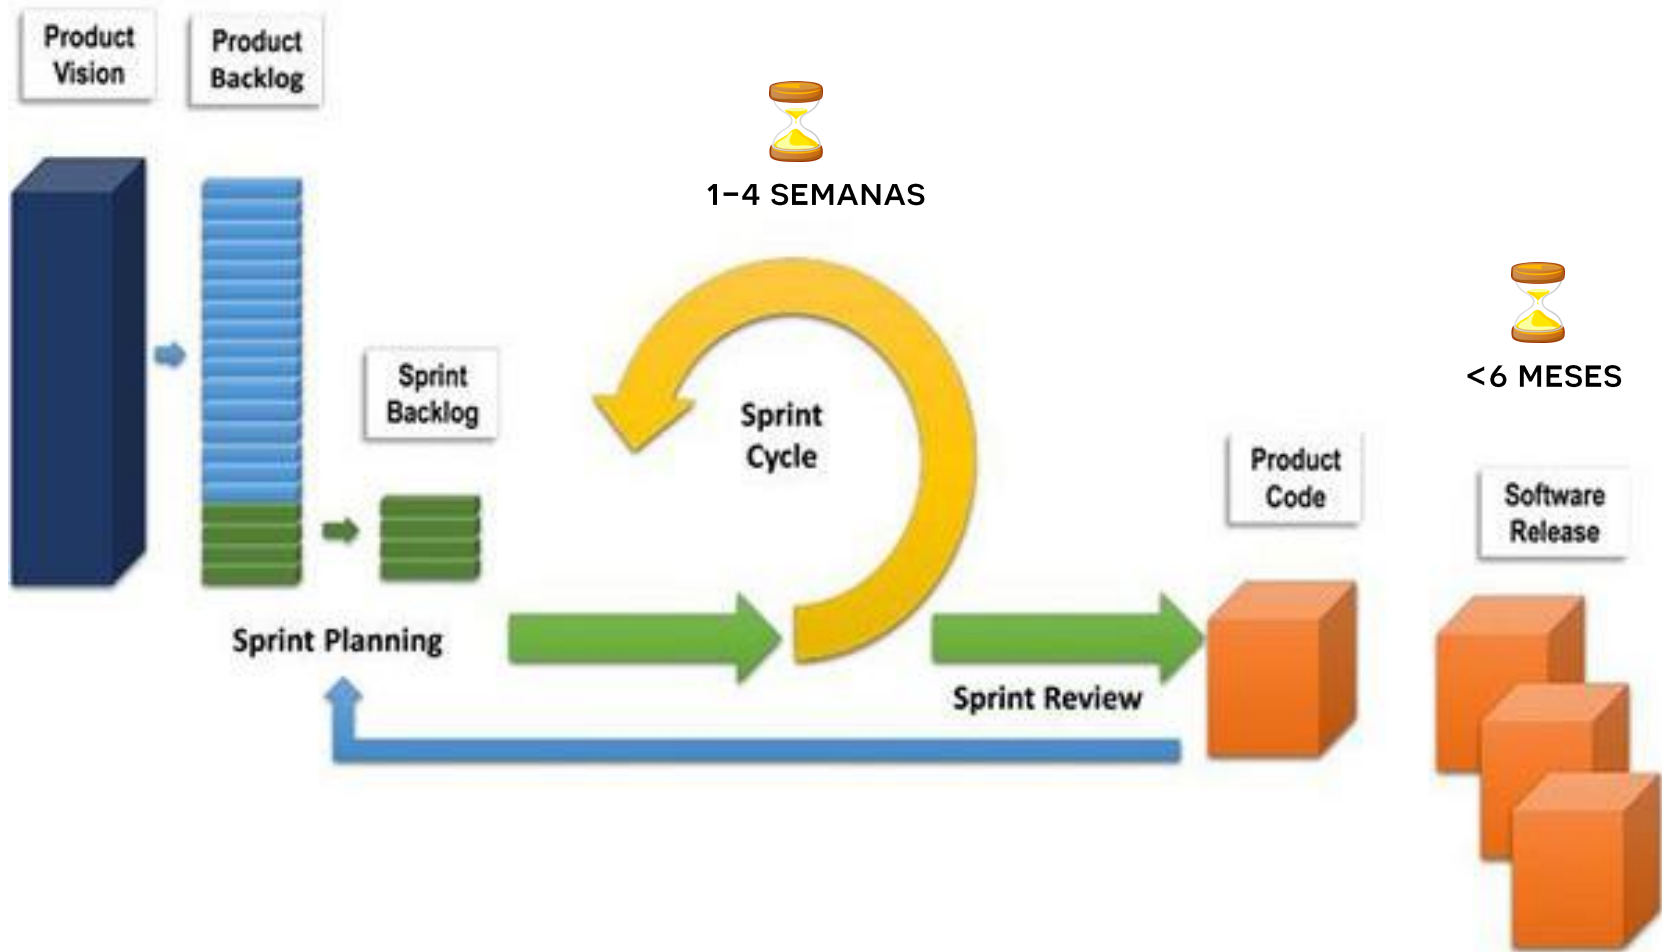 Product
Vision
Product
Backlog
1-4 SEMANAS
<6 MESES
Sprint
Backlog
Sprint
Cycle
Product
Code
Software
Release
Sprint Planning
Sprint Review